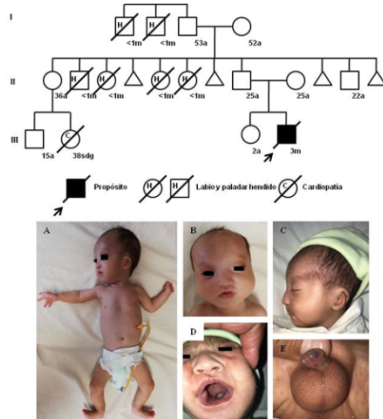 I
H H
<1m <1m 53a 52a
II
H H H H
36a <1m <1m <1m <1m 25a 25a 22a
III
C
15a 38sdg 2a 3m
Propósito H H Labio y paladar hendido C Cardiopatía
A B C
D E